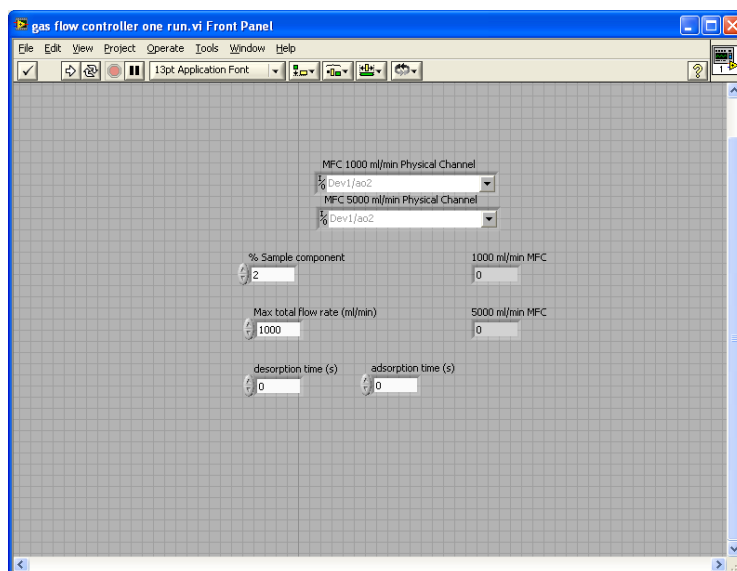 gas flow controller one run.vi Front Panel
File Edit View Project Operate Tools Window Help
13pt Application Font
1
MFC 1000 ml/min Physical Channel
I/O Dev1/ao2
MFC 5000 ml/min Physical Channel
I/O Dev1/ao2
% Sample component
1000 ml/min MFC
2
0
Max total flow rate (ml/min)
5000 ml/min MFC
1000
0
desorption time (s)
adsorption time (s)
0
0